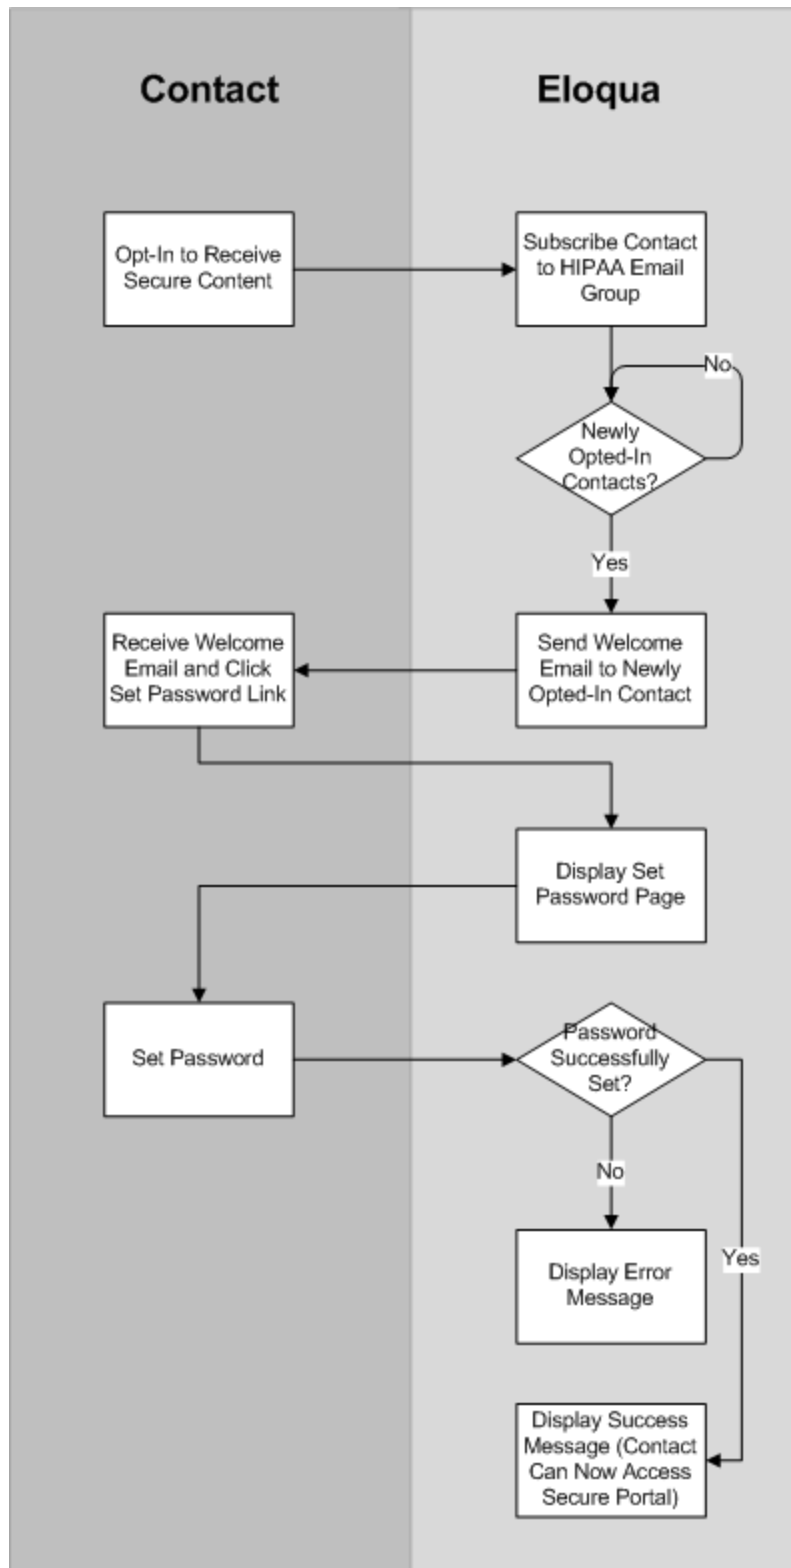 Contact
Eloqua
Opt-In to Receive
Secure Content
Subscribe Contact
to HIPAA Email
Group
No
Newly
Opted-In
Contacts?
Yes
Receive Welcome
Email and Click
Set Password Link
Send Welcome
Email to Newly
Opted-In Contact
Display Set
Password Page
Set Password
Password
Successfully
Set?
No
Yes
Display Error
Message
Display Success
Message (Contact
Can Now Access
Secure Portal)